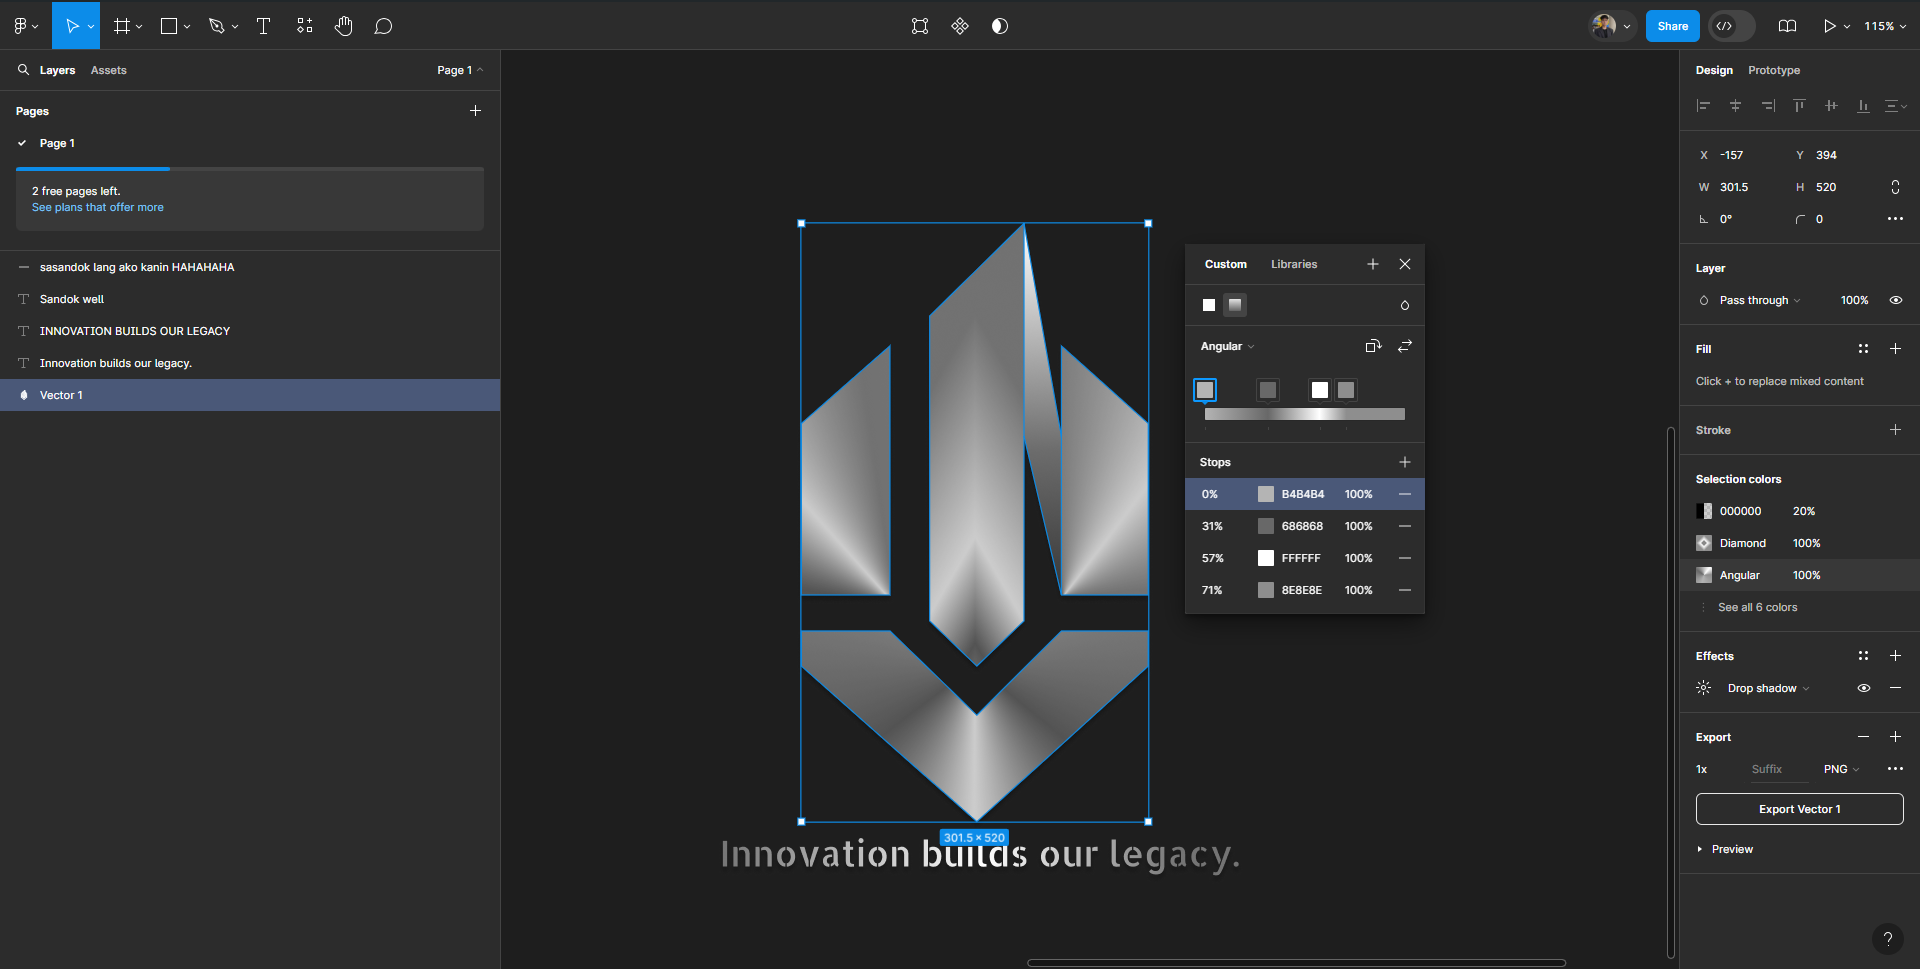 Share
115%
Layers
Assets
Page 1
Pages
Page 1
2 free pages left.
See plans that offer more
sasandok lang ako kanin HAHAHAHA
Sandok well
INNOVATION BUILDS OUR LEGACY
Innovation builds our legacy.
Vector 1
301.5 × 520
Innovation builds our legacy.
Custom
Libraries
Angular
Stops
0% B4B4B4 100%
31% 686868 100%
57% FFFFFF 100%
71% 8E8E8E 100%
Design
Prototype
X -157 Y 394
W 301.5 H 520
0° 0
Layer
Pass through 100%
Fill
Click + to replace mixed content
Stroke
Selection colors
000000 20%
Diamond 100%
Angular 100%
See all 6 colors
Effects
Drop shadow
Export
1x Suffix PNG
Export Vector 1
Preview
?